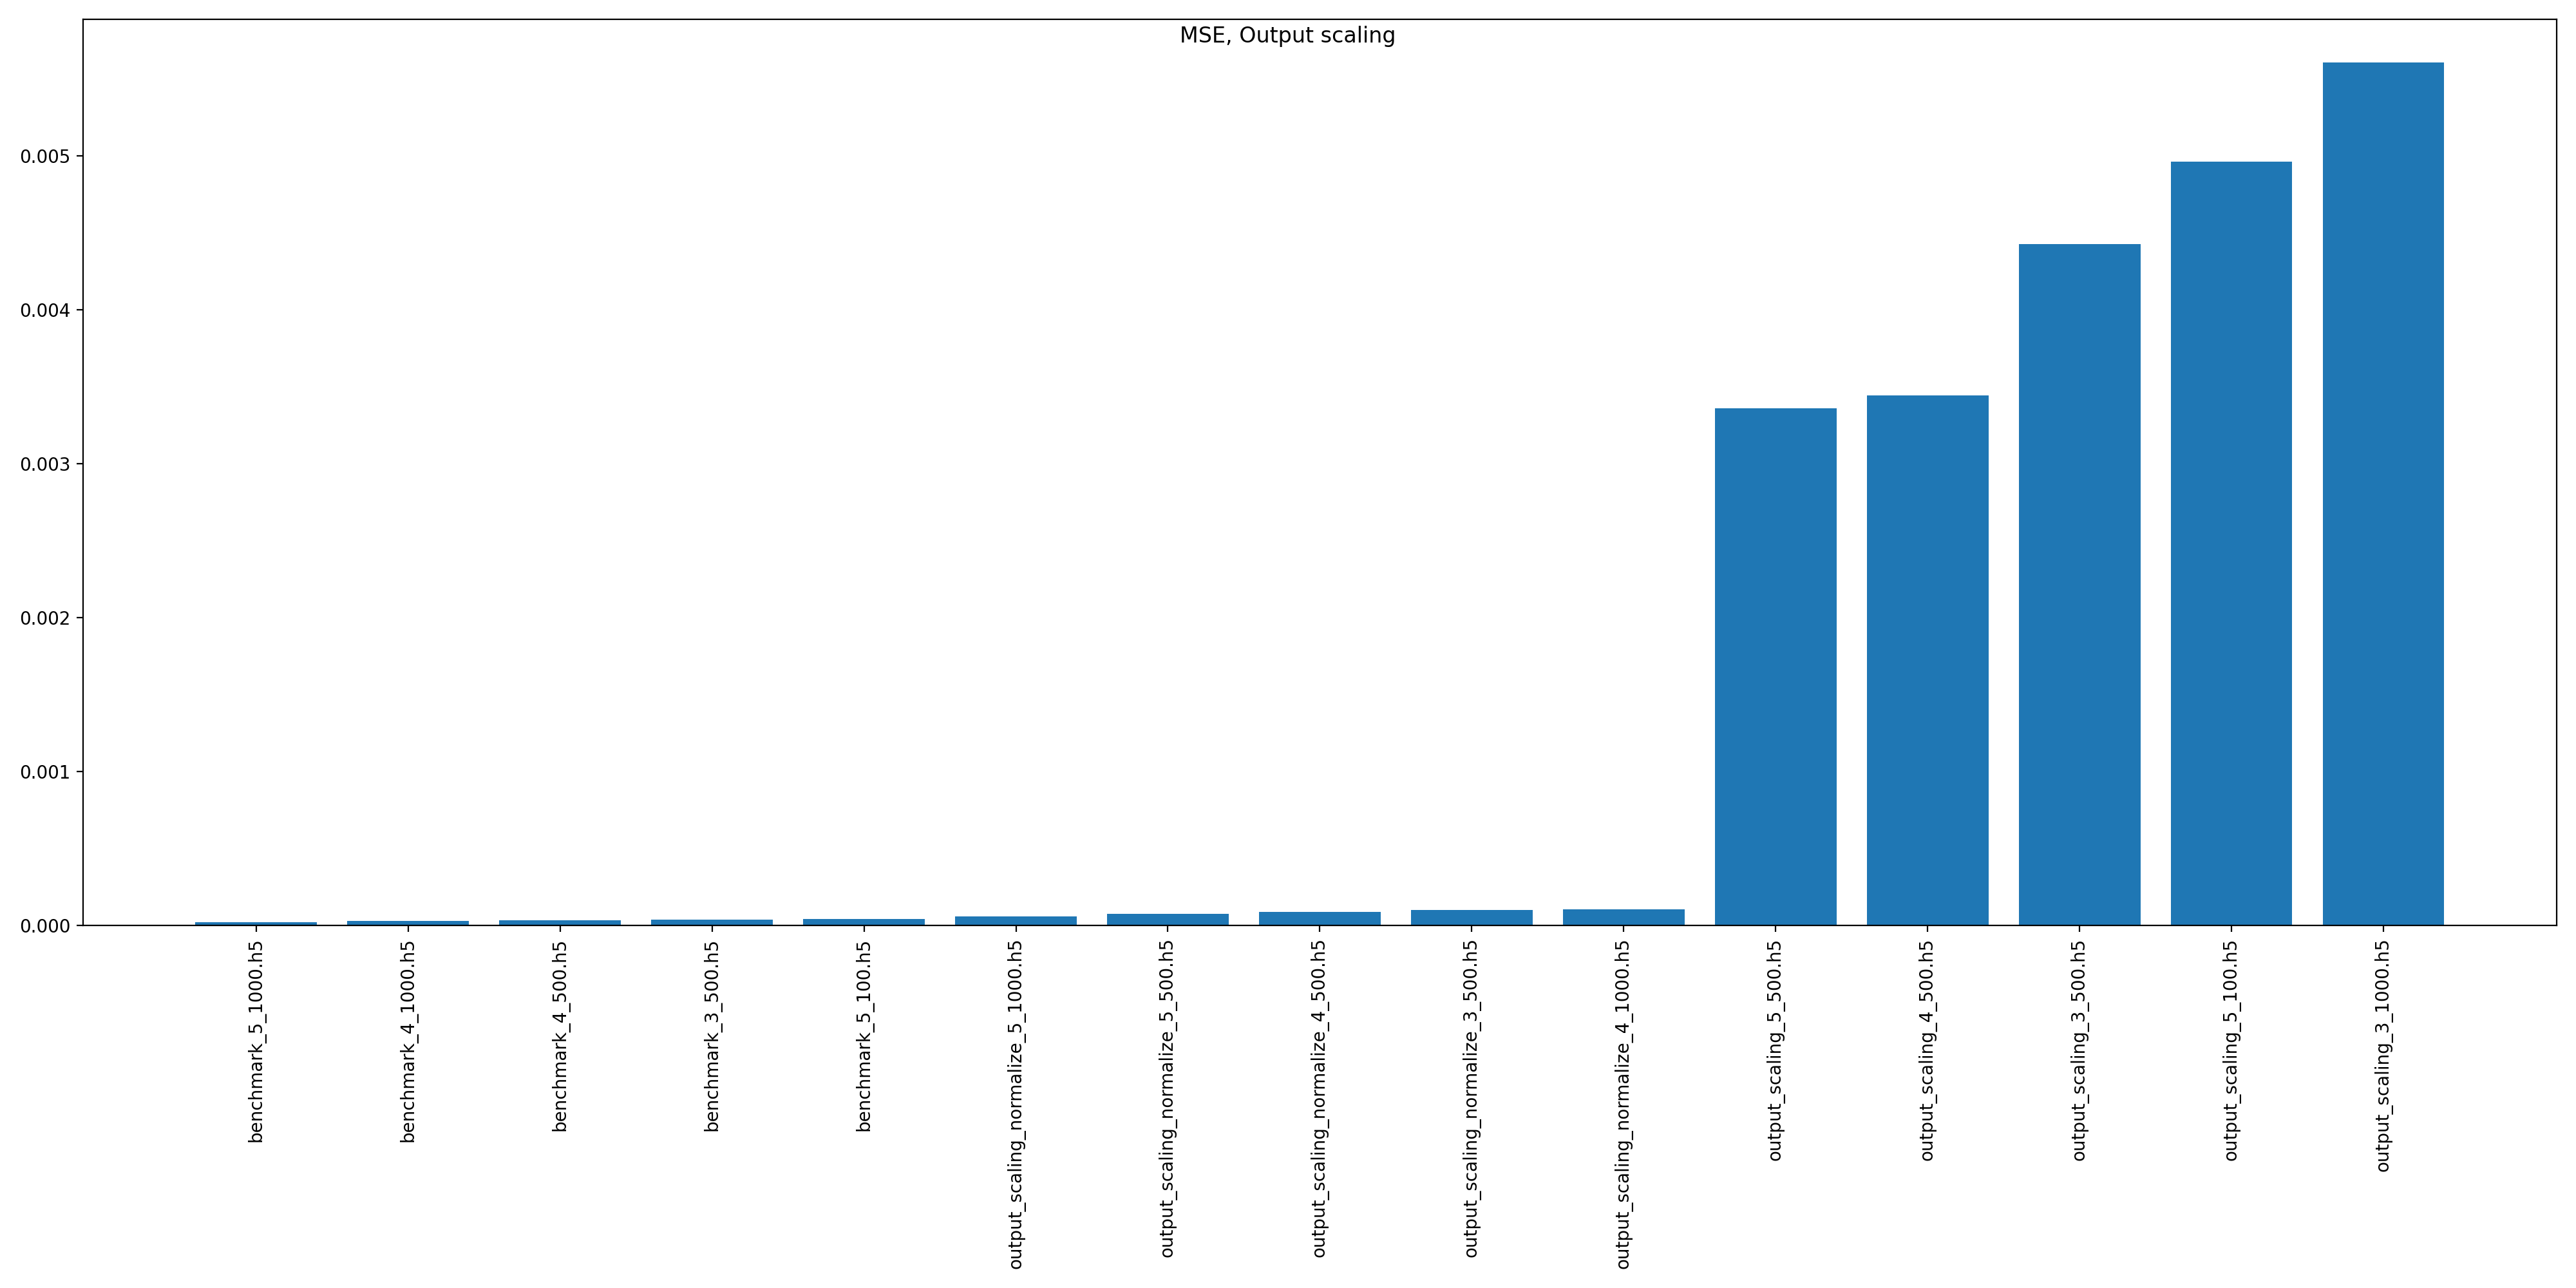 MSE, Output scaling
0.005
0.004
0.003
0.002
0.001
0.000
benchmark_5_1000.h5
benchmark_4_1000.h5
benchmark_4_500.h5
benchmark_3_500.h5
benchmark_5_100.h5
output_scaling_normalize_5_1000.h5
output_scaling_normalize_5_500.h5
output_scaling_normalize_4_500.h5
output_scaling_normalize_3_500.h5
output_scaling_normalize_4_1000.h5
output_scaling_5_500.h5
output_scaling_4_500.h5
output_scaling_3_500.h5
output_scaling_5_100.h5
output_scaling_3_1000.h5